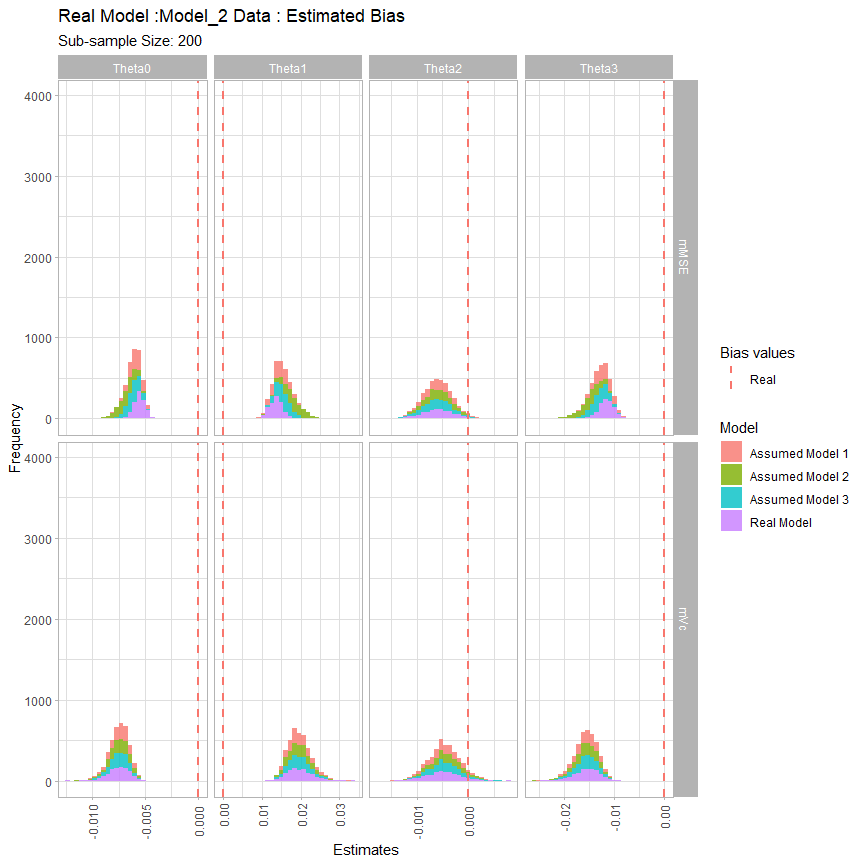 Real Model :Model_2 Data : Estimated Bias
Sub-sample Size: 200
Theta0
Theta1
Theta2
Theta3
4000
3000
2000
1000
0
mMSE
4000
3000
2000
1000
0
mVc
Frequency
-0.010
-0.005
0.000
0.00
0.01
0.02
0.03
-0.001
0.000
-0.02
-0.01
0.00
Estimates
Bias values
Real
Model
Assumed Model 1
Assumed Model 2
Assumed Model 3
Real Model